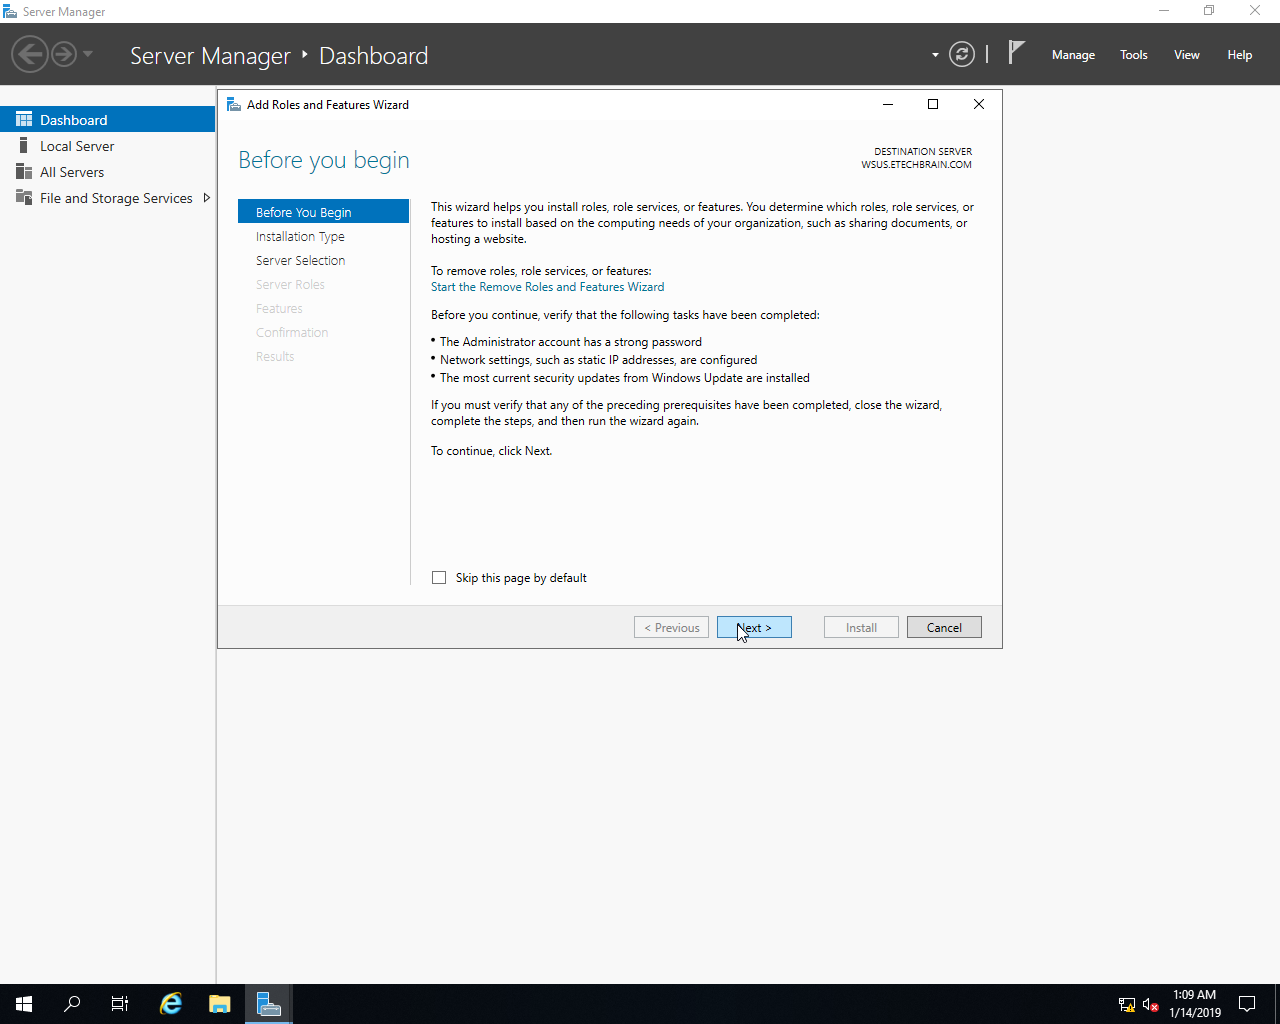 Server Manager
Server Manager ‣ Dashboard
Manage
Tools
View
Help
Dashboard
Local Server
All Servers
File and Storage Services
Add Roles and Features Wizard
Before you begin
DESTINATION SERVER
WSUS.ETECHBRAIN.COM
Before You Begin
Installation Type
Server Selection
Server Roles
Features
Confirmation
Results
This wizard helps you install roles, role services, or features. You determine which roles, role services, or
features to install based on the computing needs of your organization, such as sharing documents, or
hosting a website.
To remove roles, role services, or features:
Start the Remove Roles and Features Wizard
Before you continue, verify that the following tasks have been completed:
• The Administrator account has a strong password
• Network settings, such as static IP addresses, are configured
• The most current security updates from Windows Update are installed
If you must verify that any of the preceding prerequisites have been completed, close the wizard,
complete the steps, and then run the wizard again.
To continue, click Next.
Skip this page by default
< Previous
Next >
Install
Cancel
1:09 AM
1/14/2019